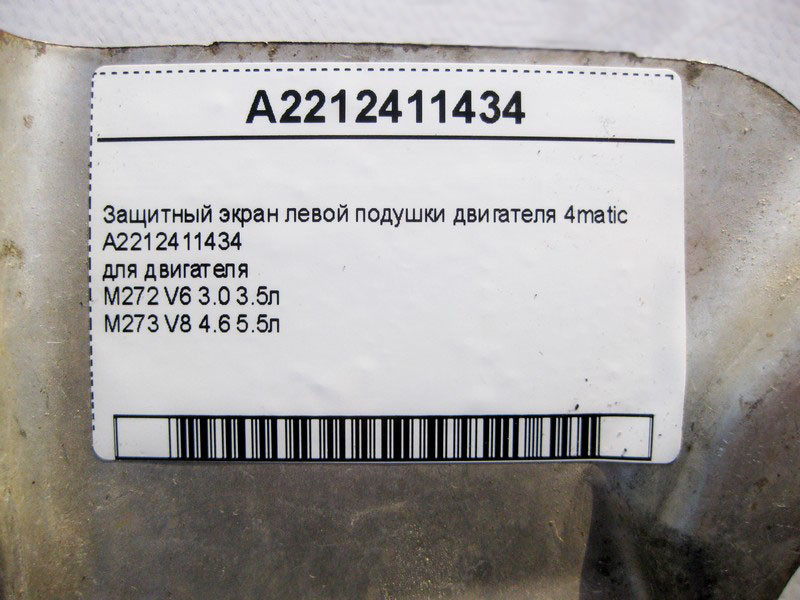 A2212411434
Защитный экран левой подушки двигателя 4matic
A2212411434
для двигателя
M272 V6 3.0 3.5л
M273 V8 4.6 5.5л